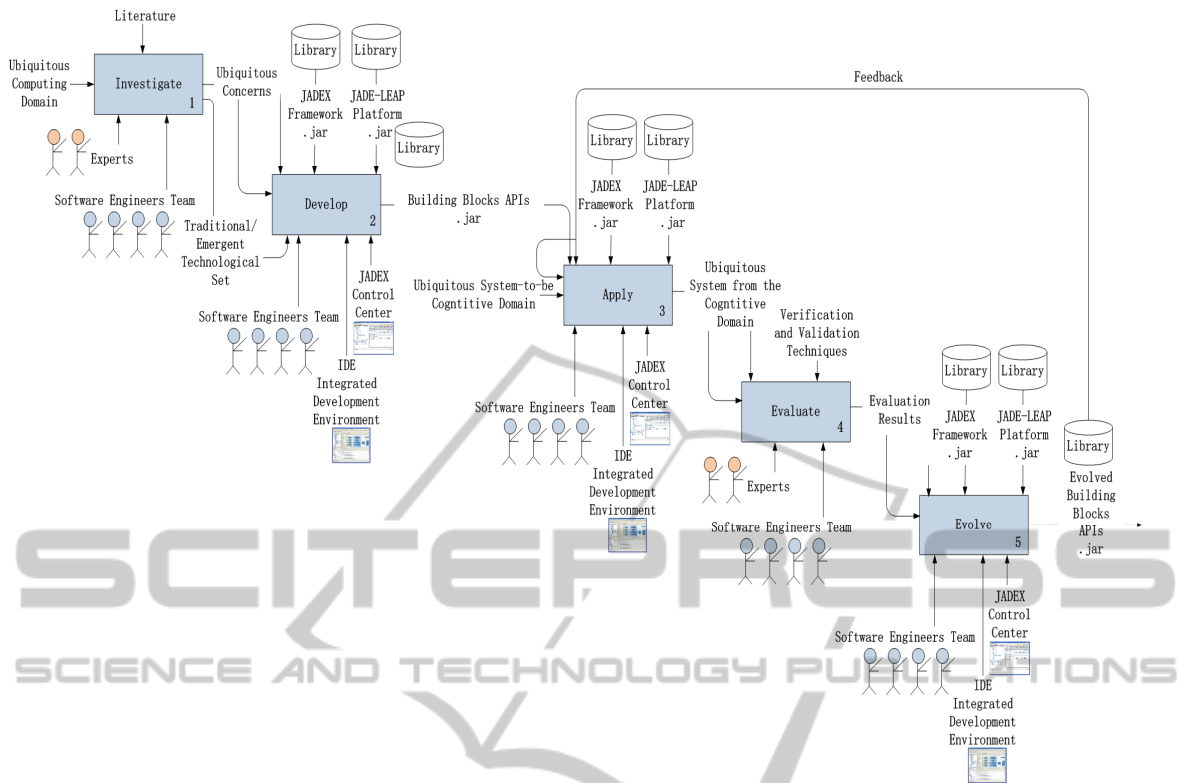 Literature
Ubiquitous
Computing
Domain
Investigate
1
Experts
Software Engineers Team
Ubiquitous
Concerns
Traditional/
Emergent
Technological
Set
Library
JADEX
Framework
.jar
Library
JADE-LEAP
Platform
.jar
Library
Develop
2
Software Engineers Team
IDE
Integrated
Development
Environment
JADEX
Control
Center
Building Blocks APIs
.jar
Feedback
Ubiquitous System-to-be
Cogntitive Domain
Library
JADEX
Framework
.jar
Library
JADE-LEAP
Platform
.jar
Apply
3
Software Engineers Team
IDE
Integrated
Development
Environment
JADEX
Control
Center
Ubiquitous
System from the
Cogntitive
Domain
Verification
and Validation
Techniques
Evaluate
4
Experts
Software Engineers Team
Evaluation
Results
Library
JADEX
Framework
.jar
Library
JADE-LEAP
Platform
.jar
Evolve
5
Library
Evolved
Building
Blocks
APIs
.jar
Software Engineers Team
IDE
Integrated
Development
Environment
JADEX
Control
Center
SCITEPRESS
SCIENCE AND TECHNOLOGY PUBLICATIONS